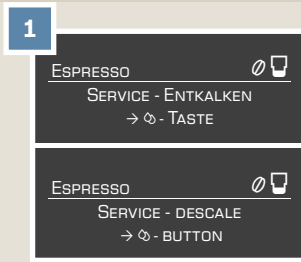 1
ESPRESSO
SERVICE - ENTKALKEN
→ - TASTE
ESPRESSO
SERVICE - DESCALE
→ - BUTTON